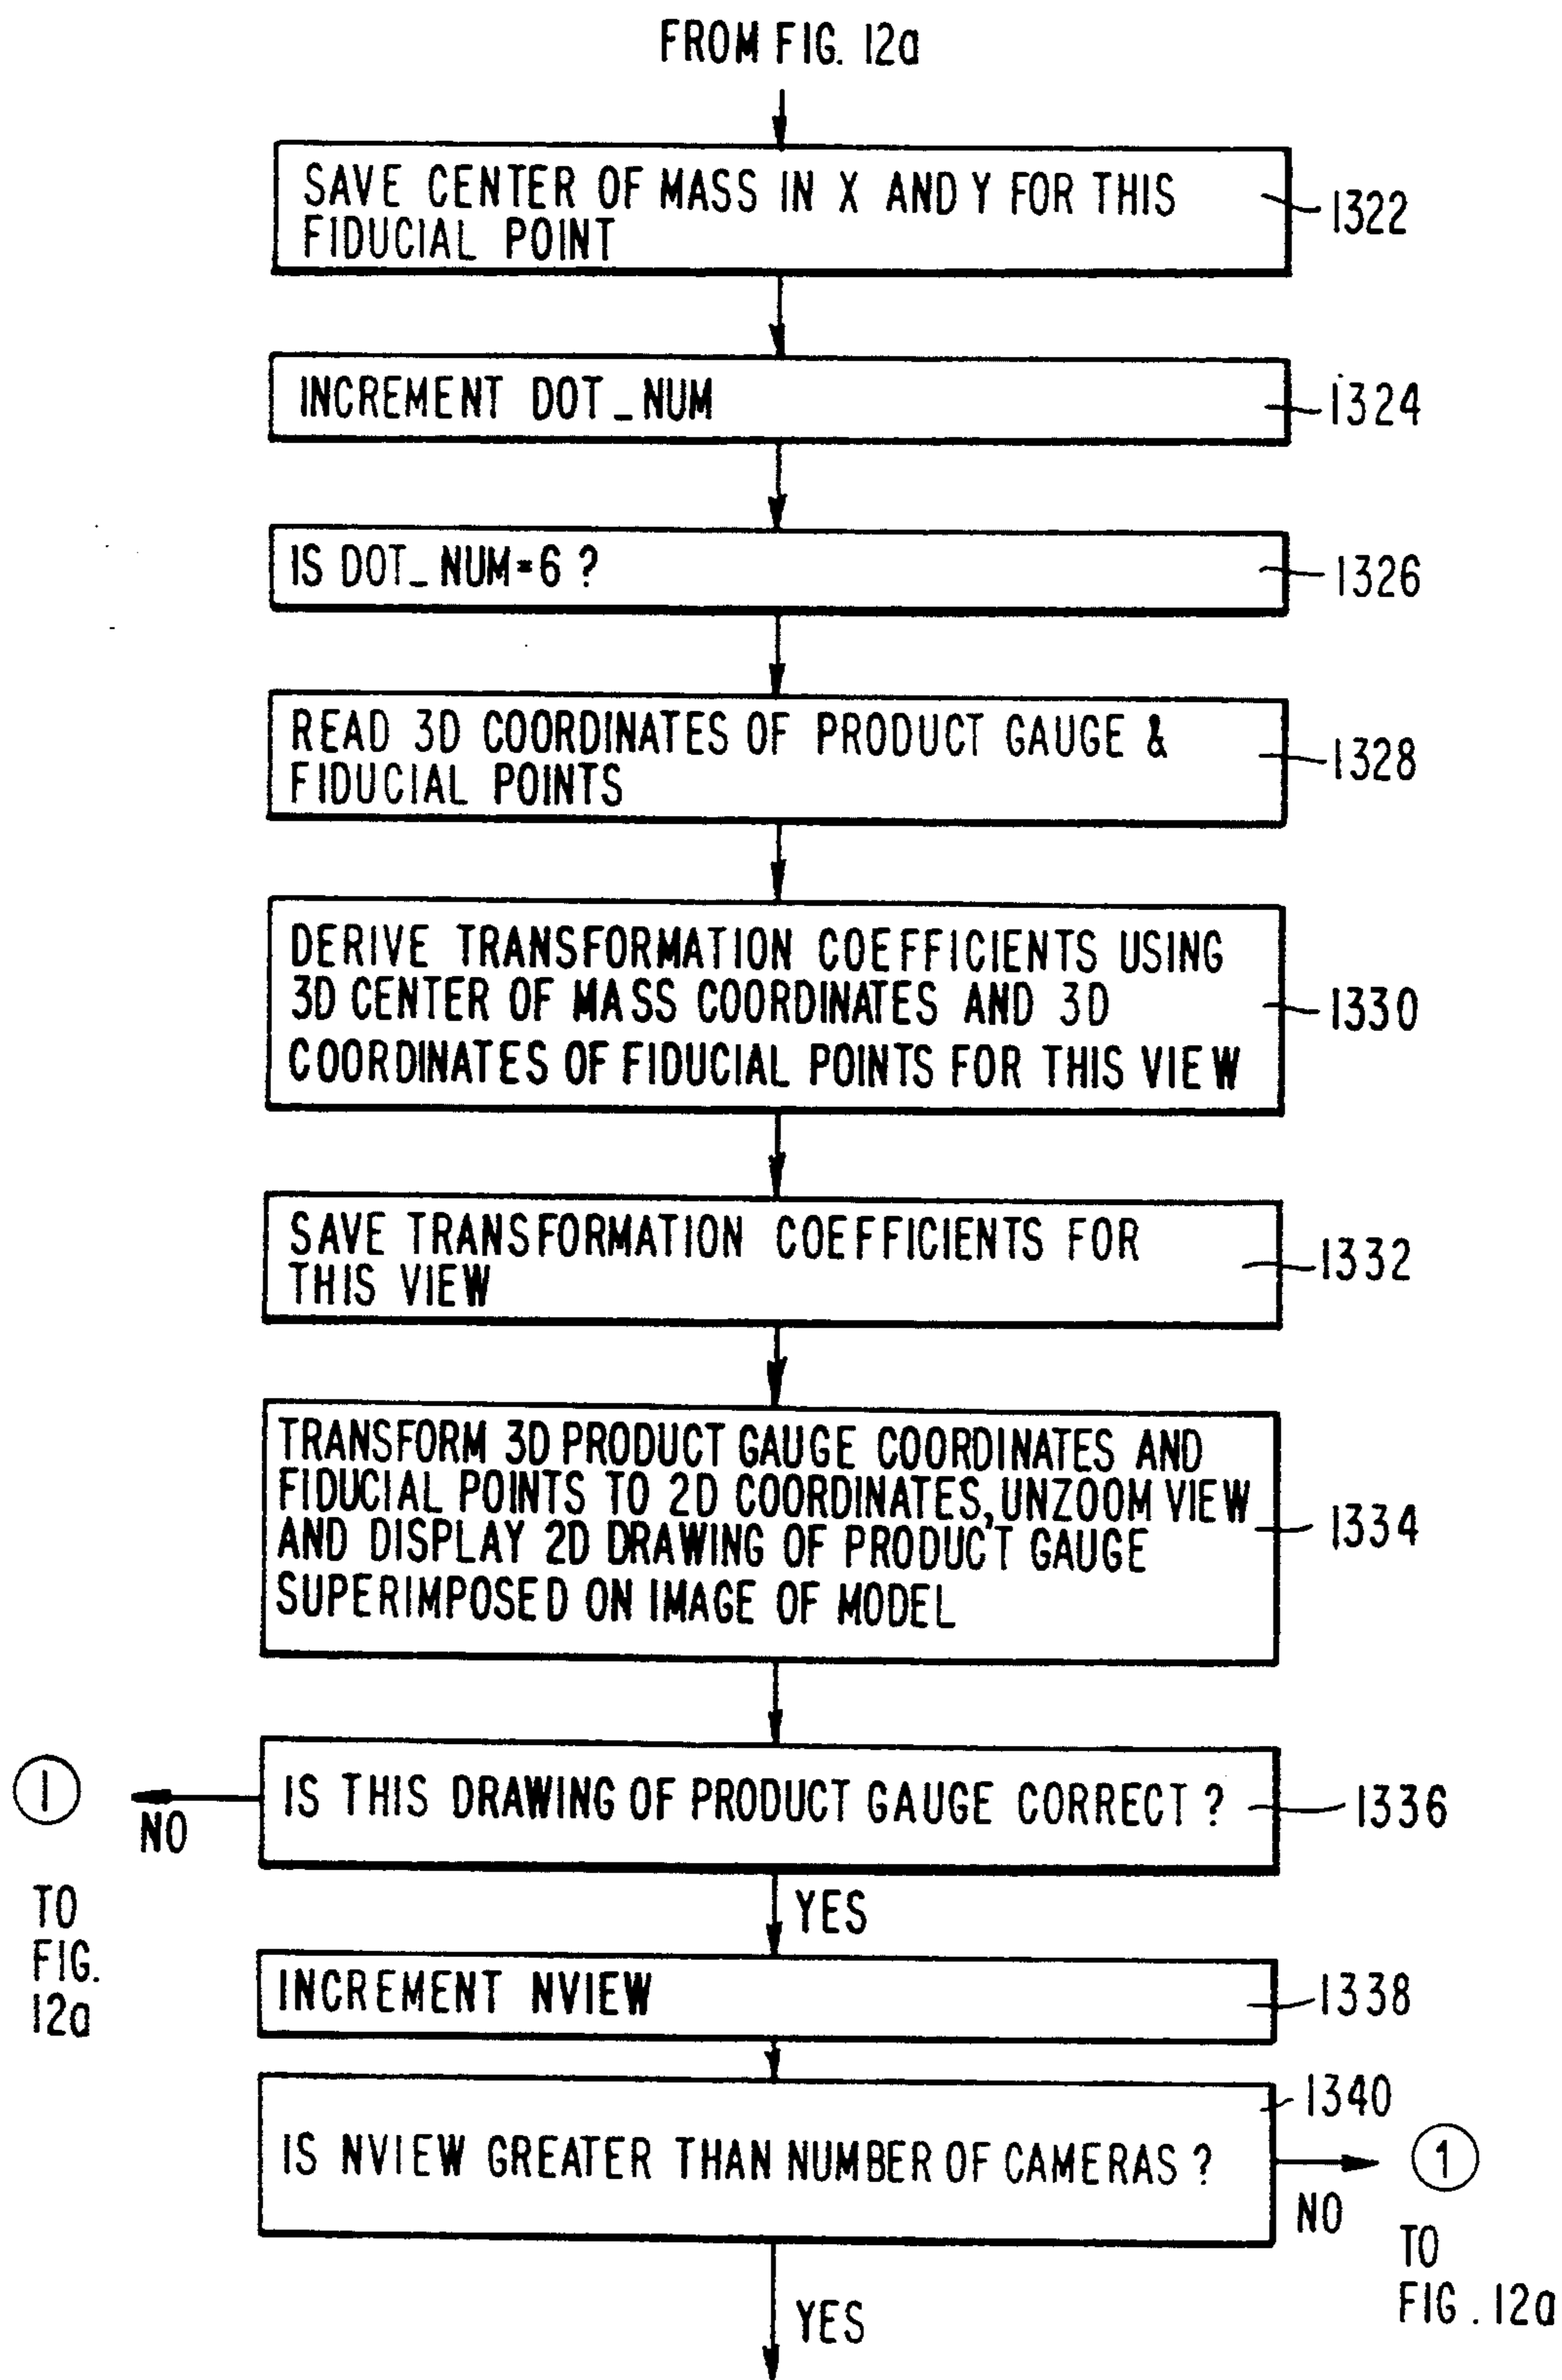 FROM FIG. 12a
SAVE CENTER OF MASS IN X AND Y FOR THIS
FIDUCIAL POINT
1322
INCREMENT DOT_NUM
1324
IS DOT_NUM=6 ?
1326
READ 3D COORDINATES OF PRODUCT GAUGE &
FIDUCIAL POINTS
1328
DERIVE TRANSFORMATION COEFFICIENTS USING
3D CENTER OF MASS COORDINATES AND 3D
COORDINATES OF FIDUCIAL POINTS FOR THIS VIEW
1330
SAVE TRANSFORMATION COEFFICIENTS FOR
THIS VIEW
1332
TRANSFORM 3D PRODUCT GAUGE COORDINATES AND
FIDUCIAL POINTS TO 2D COORDINATES, UNZOOM VIEW
AND DISPLAY 2D DRAWING OF PRODUCT GAUGE
SUPERIMPOSED ON IMAGE OF MODEL
1334
IS THIS DRAWING OF PRODUCT GAUGE CORRECT ?
1336
1
NO
TO
FIG.
12a
YES
INCREMENT NVIEW
1338
IS NVIEW GREATER THAN NUMBER OF CAMERAS ?
1340
1
NO
TO
FIG. 12a
YES